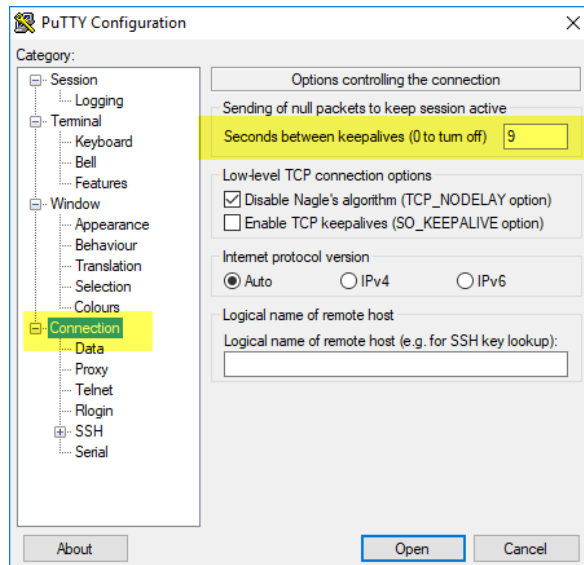 PuTTY Configuration
Category:
Session
Logging
Terminal
Keyboard
Bell
Features
Window
Appearance
Behaviour
Translation
Selection
Colours
Connection
Data
Proxy
Telnet
Rlogin
SSH
Serial
Options controlling the connection
Sending of null packets to keep session active
Seconds between keepalives (0 to turn off) 9
Low-level TCP connection options
Disable Nagle's algorithm (TCP_NODELAY option)
Enable TCP keepalives (SO_KEEPALIVE option)
Internet protocol version
Auto IPv4 IPv6
Logical name of remote host
Logical name of remote host (e.g. for SSH key lookup):
About Open Cancel